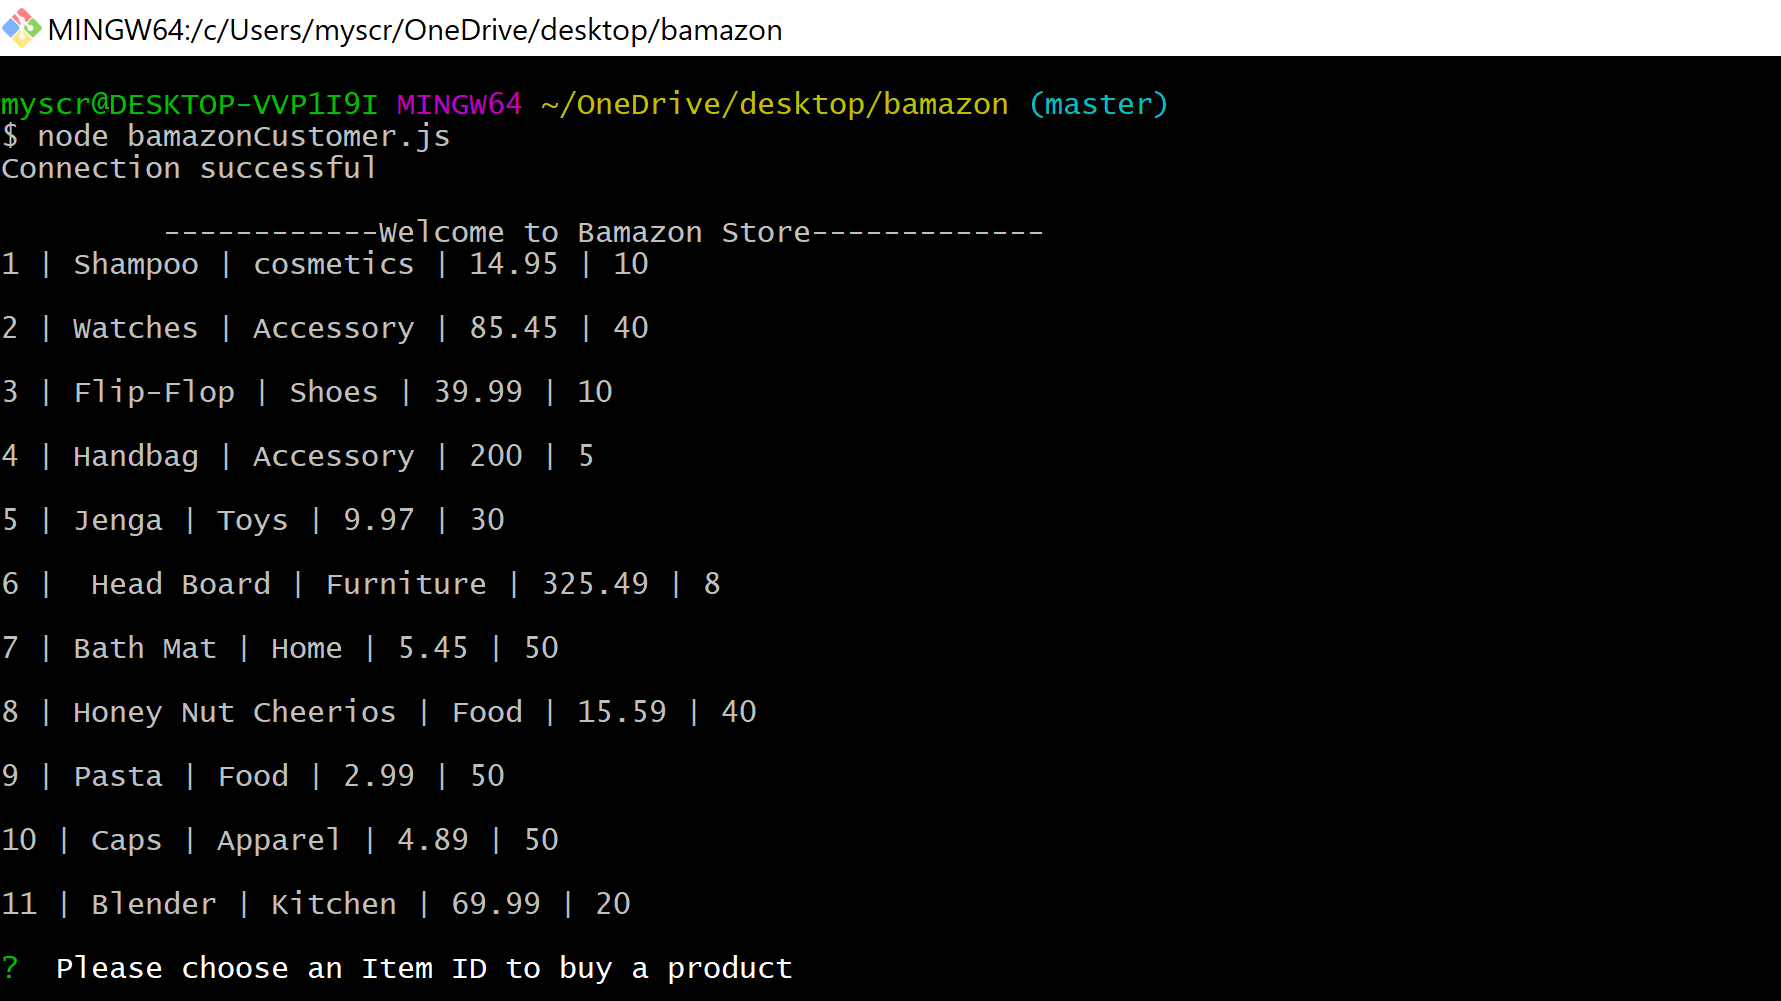 MINGW64:/c/Users/myscr/OneDrive/desktop/bamazon
myscr@DESKTOP-VVP1I9I MINGW64 ~/OneDrive/desktop/bamazon (master)
$ node bamazonCustomer.js
Connection successful
------------Welcome to Bamazon Store-------------
1 | Shampoo | cosmetics | 14.95 | 10
2 | Watches | Accessory | 85.45 | 40
3 | Flip-Flop | Shoes | 39.99 | 10
4 | Handbag | Accessory | 200 | 5
5 | Jenga | Toys | 9.97 | 30
6 |  Head Board | Furniture | 325.49 | 8
7 | Bath Mat | Home | 5.45 | 50
8 | Honey Nut Cheerios | Food | 15.59 | 40
9 | Pasta | Food | 2.99 | 50
10 | Caps | Apparel | 4.89 | 50
11 | Blender | Kitchen | 69.99 | 20
?  Please choose an Item ID to buy a product